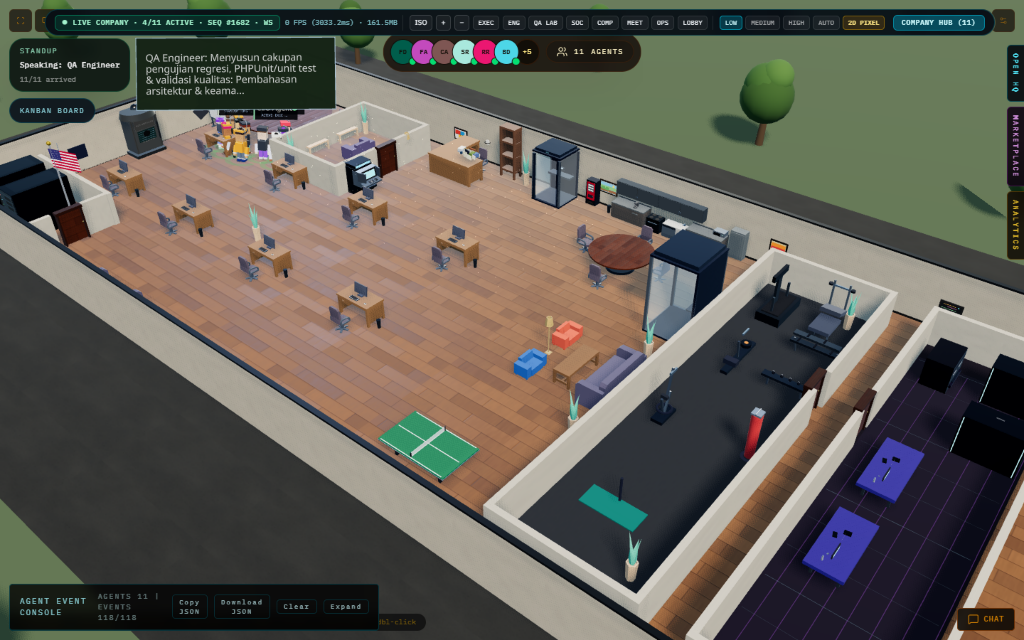 LIVE COMPANY · 4/11 ACTIVE · SEQ #1682 · WS
0 FPS (3033.2ms) · 161.5MB
ISO + − EXEC ENG QA LAB SOC COMP MEET OPS LOBBY
LOW MEDIUM HIGH AUTO 2D PIXEL
COMPANY HUB (11)
STANDUP
Speaking: QA Engineer
11/11 arrived
KANBAN BOARD
QA Engineer: Menyusun cakupan
pengujian regresi, PHPUnit/unit test
& validasi kualitas: Pembahasan
arsitektur & keama...
FA CA SR RR BD +5
11 AGENTS
OPEN HQ
MARKETPLACE
ANALYTICS
AGENT EVENT
CONSOLE
AGENTS 11 |
EVENTS
118/118
Copy
JSON
Download
JSON
Clear
Expand
bl-click
CHAT